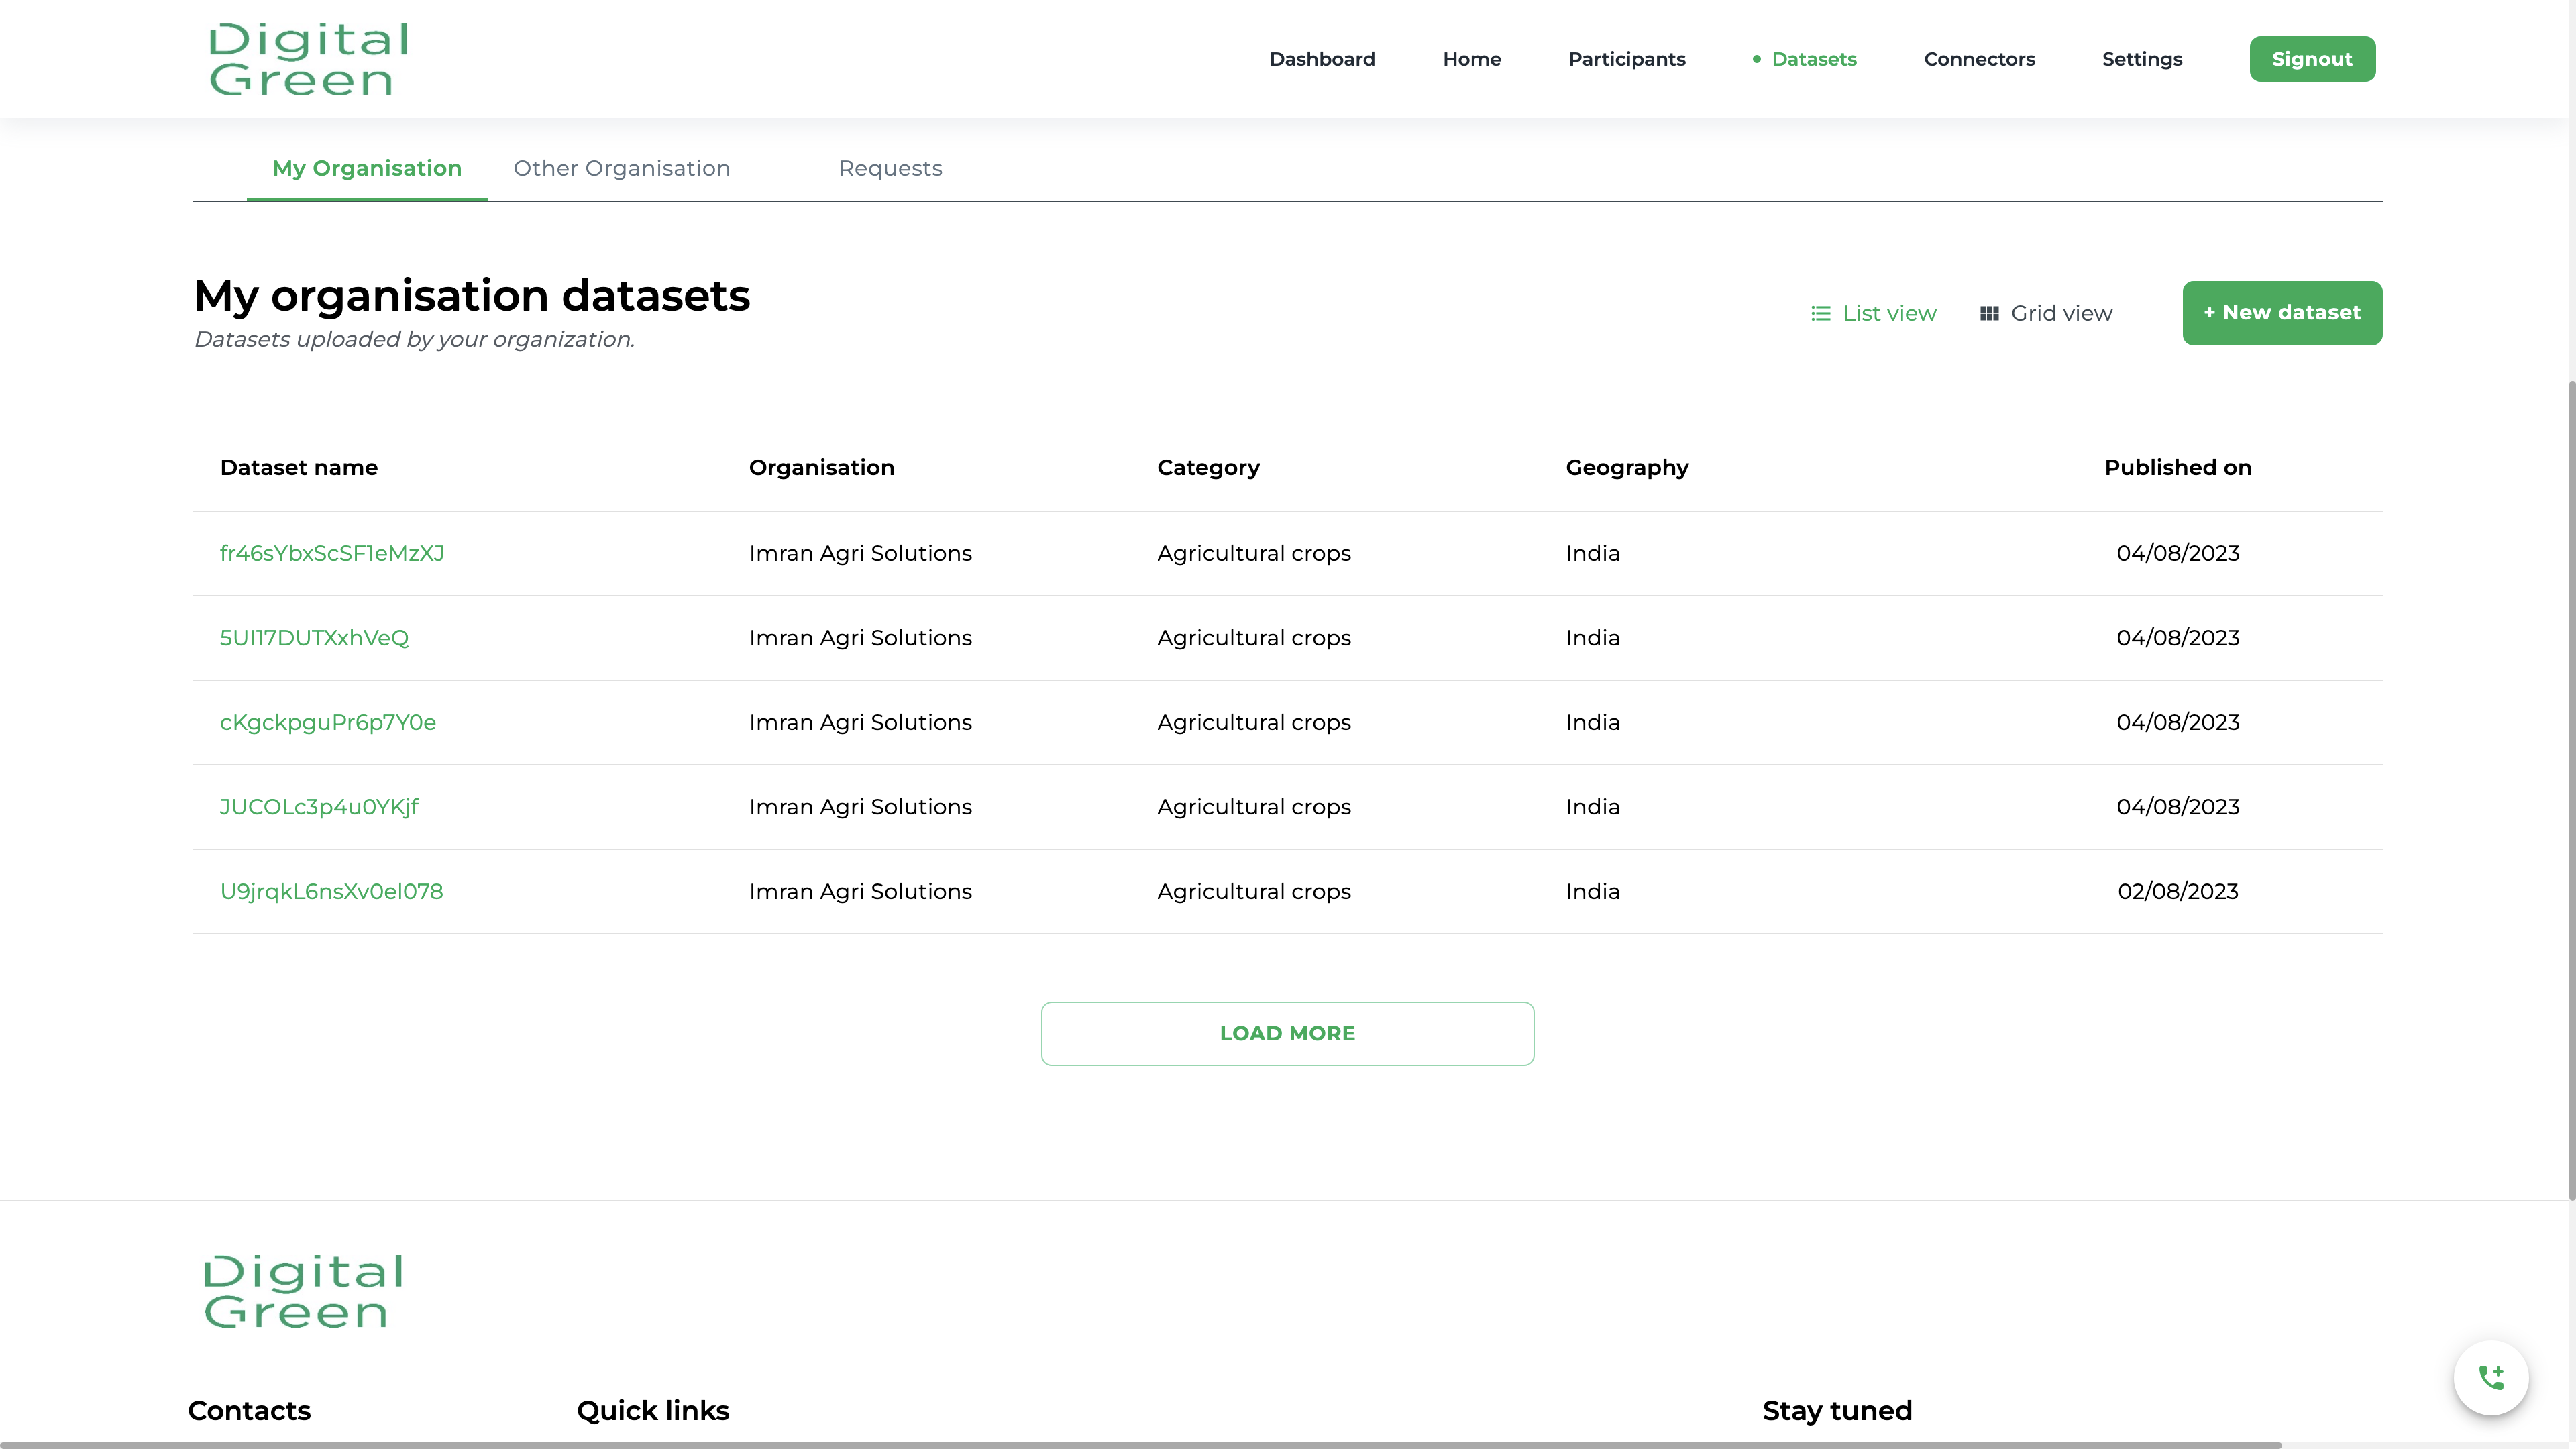 Digital
Green
Dashboard Home Participants Datasets Connectors Settings Signout
My Organisation Other Organisation Requests
My organisation datasets
Datasets uploaded by your organization.
List view Grid view + New dataset
Dataset name Organisation Category Geography Published on
fr46sYbxScSF1eMzXJ Imran Agri Solutions Agricultural crops India 04/08/2023
5UI17DUTXxhVeQ Imran Agri Solutions Agricultural crops India 04/08/2023
cKgckpguPr6p7Y0e Imran Agri Solutions Agricultural crops India 04/08/2023
JUCOLc3p4u0YKjf Imran Agri Solutions Agricultural crops India 04/08/2023
U9jrqkL6nsXv0el078 Imran Agri Solutions Agricultural crops India 02/08/2023
LOAD MORE
Digital
Green
Contacts Quick links Stay tuned